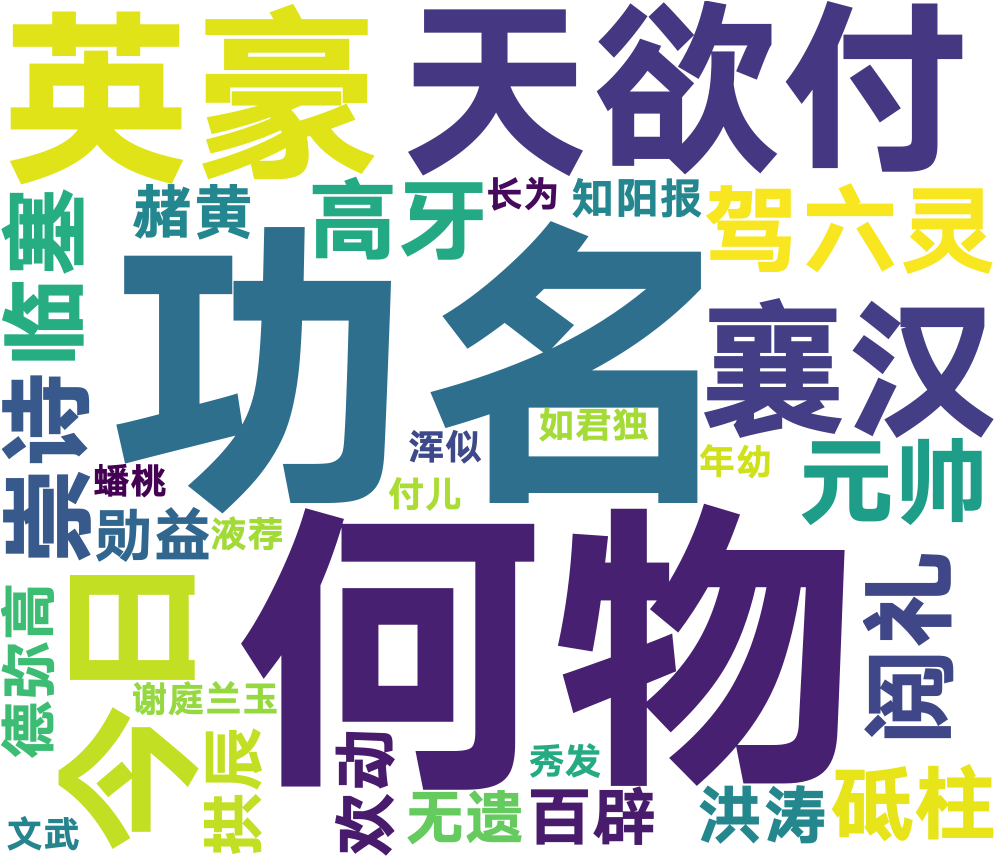 英豪
天欲付
临塞
赭黄
高牙
长为
知阳报
驾六灵
功名
襄汉
崇诗
蟠桃
勋益
液荐
浑似
付儿
如君独
年幼
元帅
何物
今日
德弥高
谢庭兰玉
拱辰
欢动
阅礼
文武
无遗
秀发
百辟
洪涛
砥柱